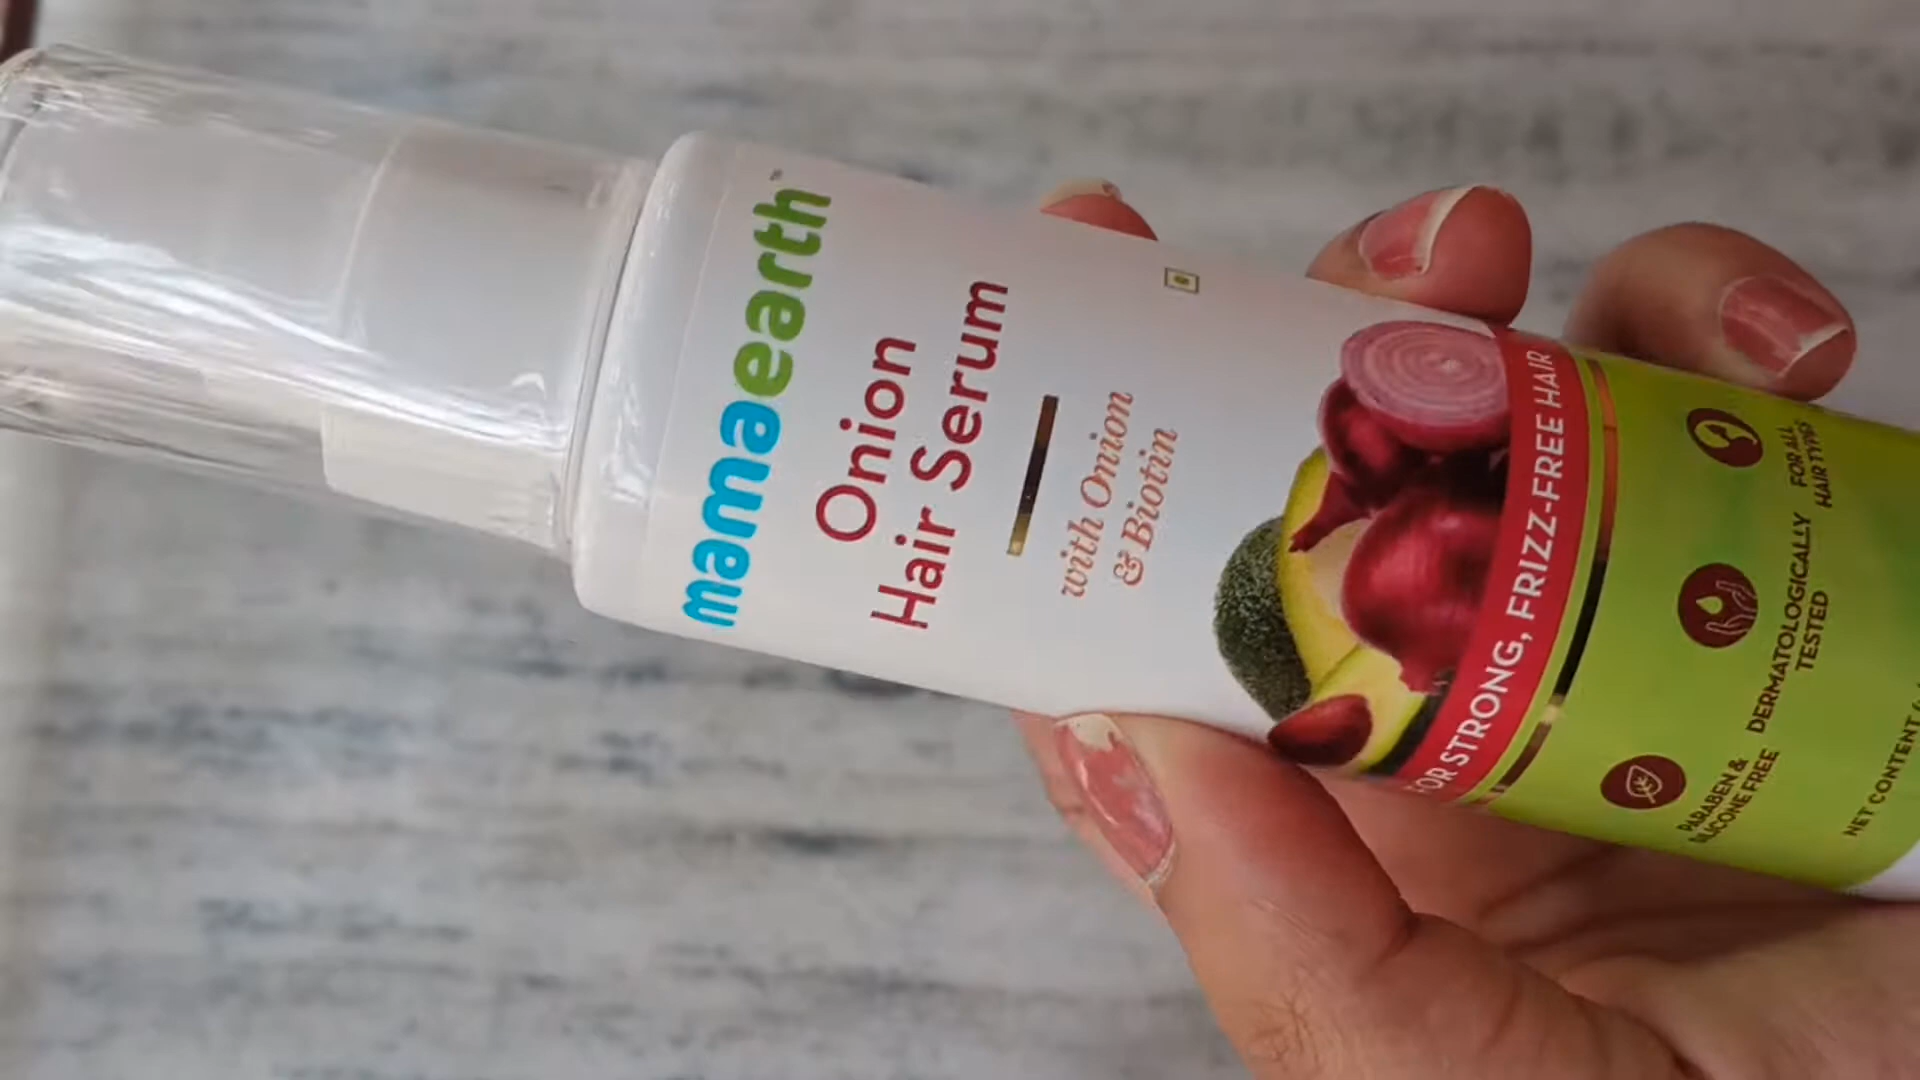 mamaearth™
Onion
Hair Serum
with Onion
& Biotin
FOR STRONG, FRIZZ-FREE HAIR
PARABEN &
SILICONE FREE
DERMATOLOGICALLY
TESTED
FOR ALL
HAIR TYPES
NET CONTENT